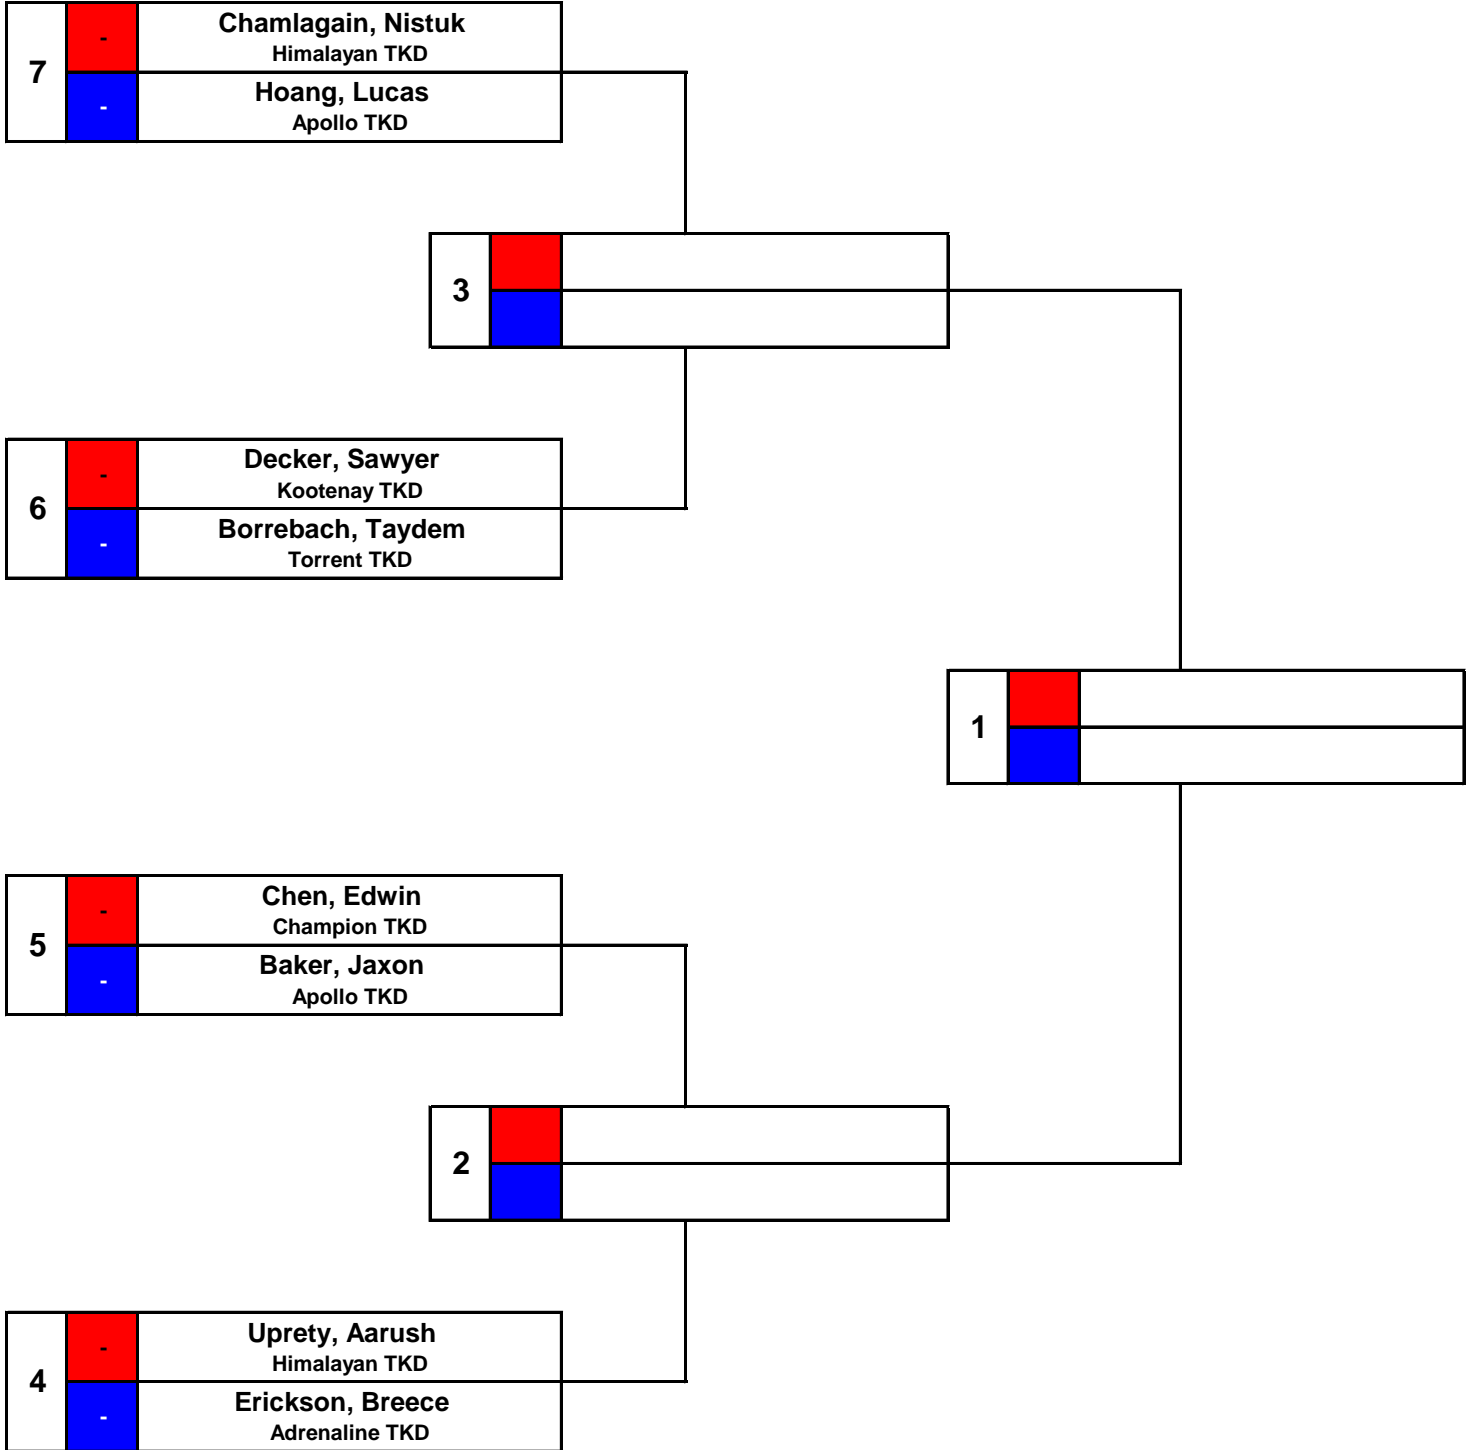 7
-
Chamlagain, Nistuk
Himalayan TKD
-
Hoang, Lucas
Apollo TKD
3
6
-
Decker, Sawyer
Kootenay TKD
-
Borrebach, Taydem
Torrent TKD
1
5
-
Chen, Edwin
Champion TKD
-
Baker, Jaxon
Apollo TKD
2
4
-
Uprety, Aarush
Himalayan TKD
-
Erickson, Breece
Adrenaline TKD